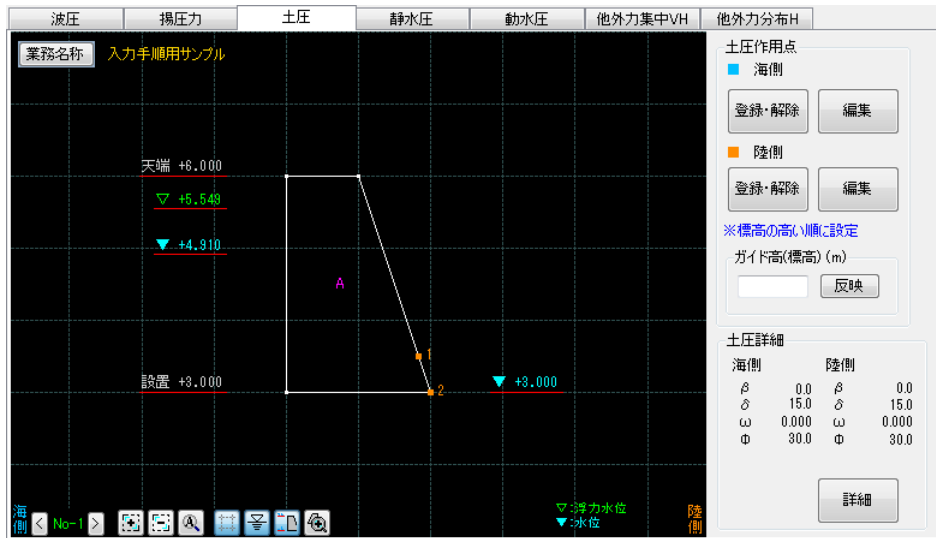 波圧 揚圧力 土圧 静水圧 動水圧 他外力集中VH 他外力分布H
業務名称 入力手順用サンプル
天端 +6.000
▽ +5.549
▼ +4.910
A
1
設置 +3.000
2
▼ +3.000
海側
< No-1 >
▽:浮力水位
▼:水位
陸側
土圧作用点
■ 海側
登録・解除 編集
■ 陸側
登録・解除 編集
※標高の高い順に設定
ガイド高(標高) (m)
反映
土圧詳細
海側 陸側
β 0.0 β 0.0
δ 15.0 δ 15.0
ω 0.000 ω 0.000
Φ 30.0 Φ 30.0
詳細